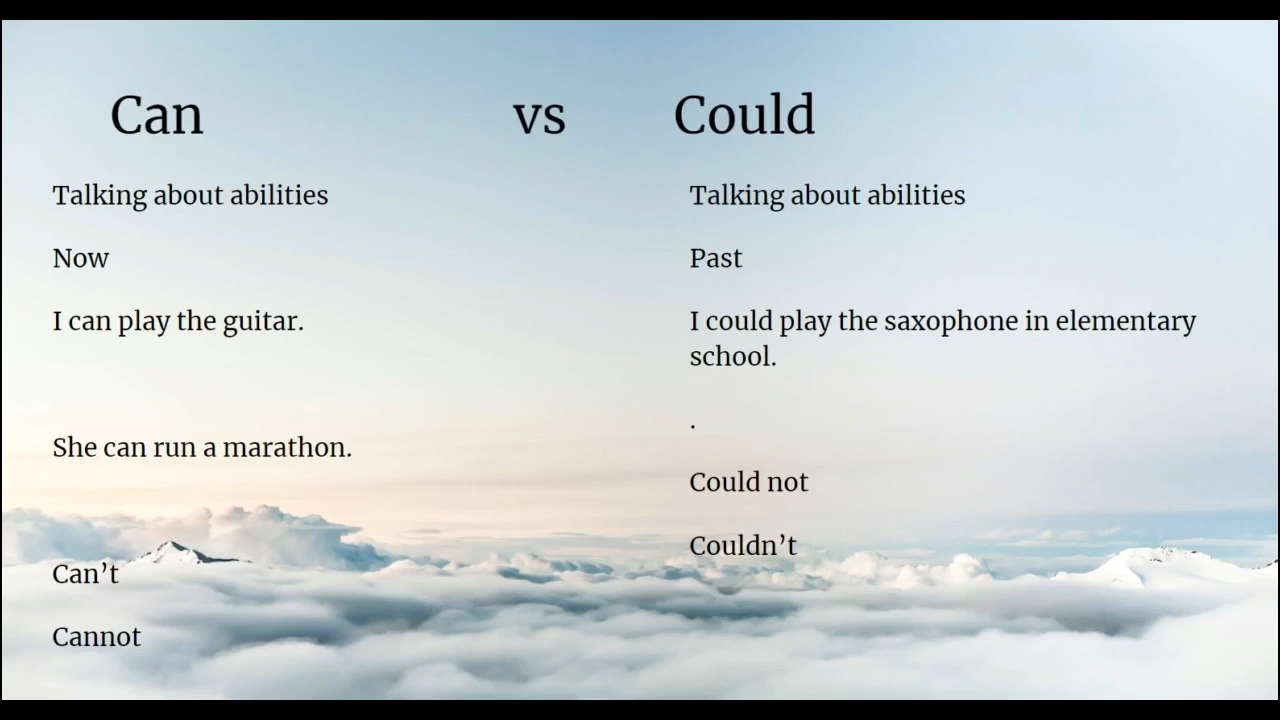 Can vs Could
Talking about abilities
Now
I can play the guitar.
She can run a marathon.
Can’t
Cannot
Talking about abilities
Past
I could play the saxophone in elementary
school.
.
Could not
Couldn’t